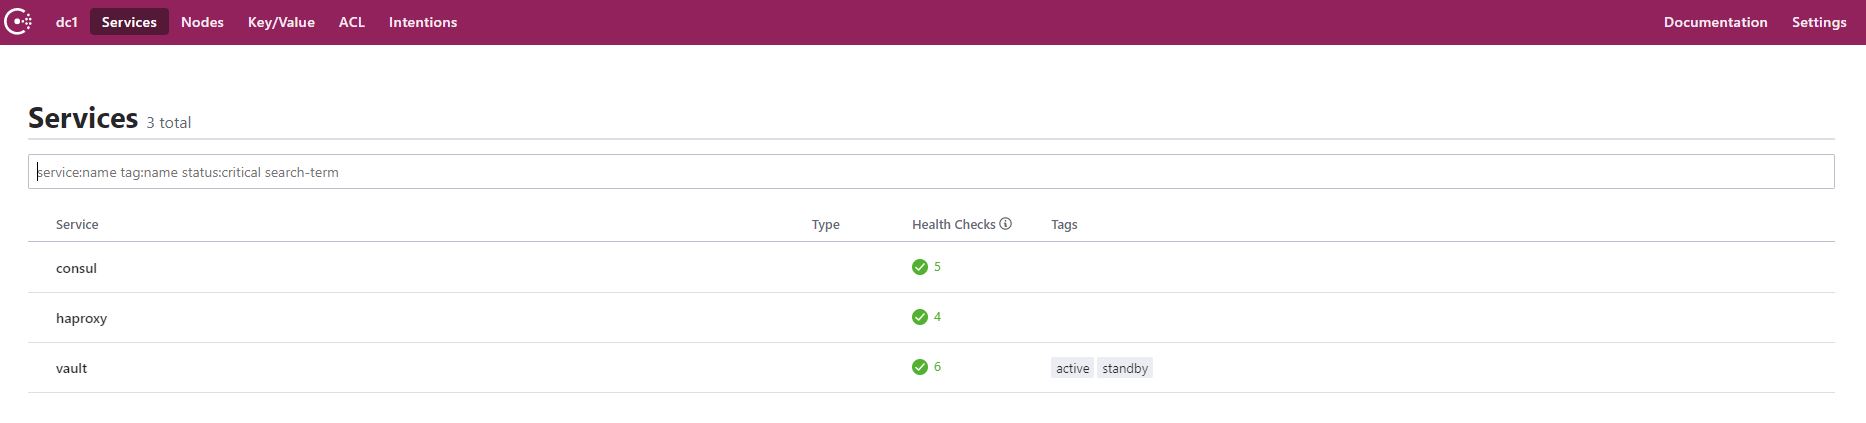 dc1 Services Nodes Key/Value ACL Intentions Documentation Settings
Services 3 total
service:name tag:name status:critical search-term
Service Type Health Checks Tags
consul 5
haproxy 4
vault 6 active standby